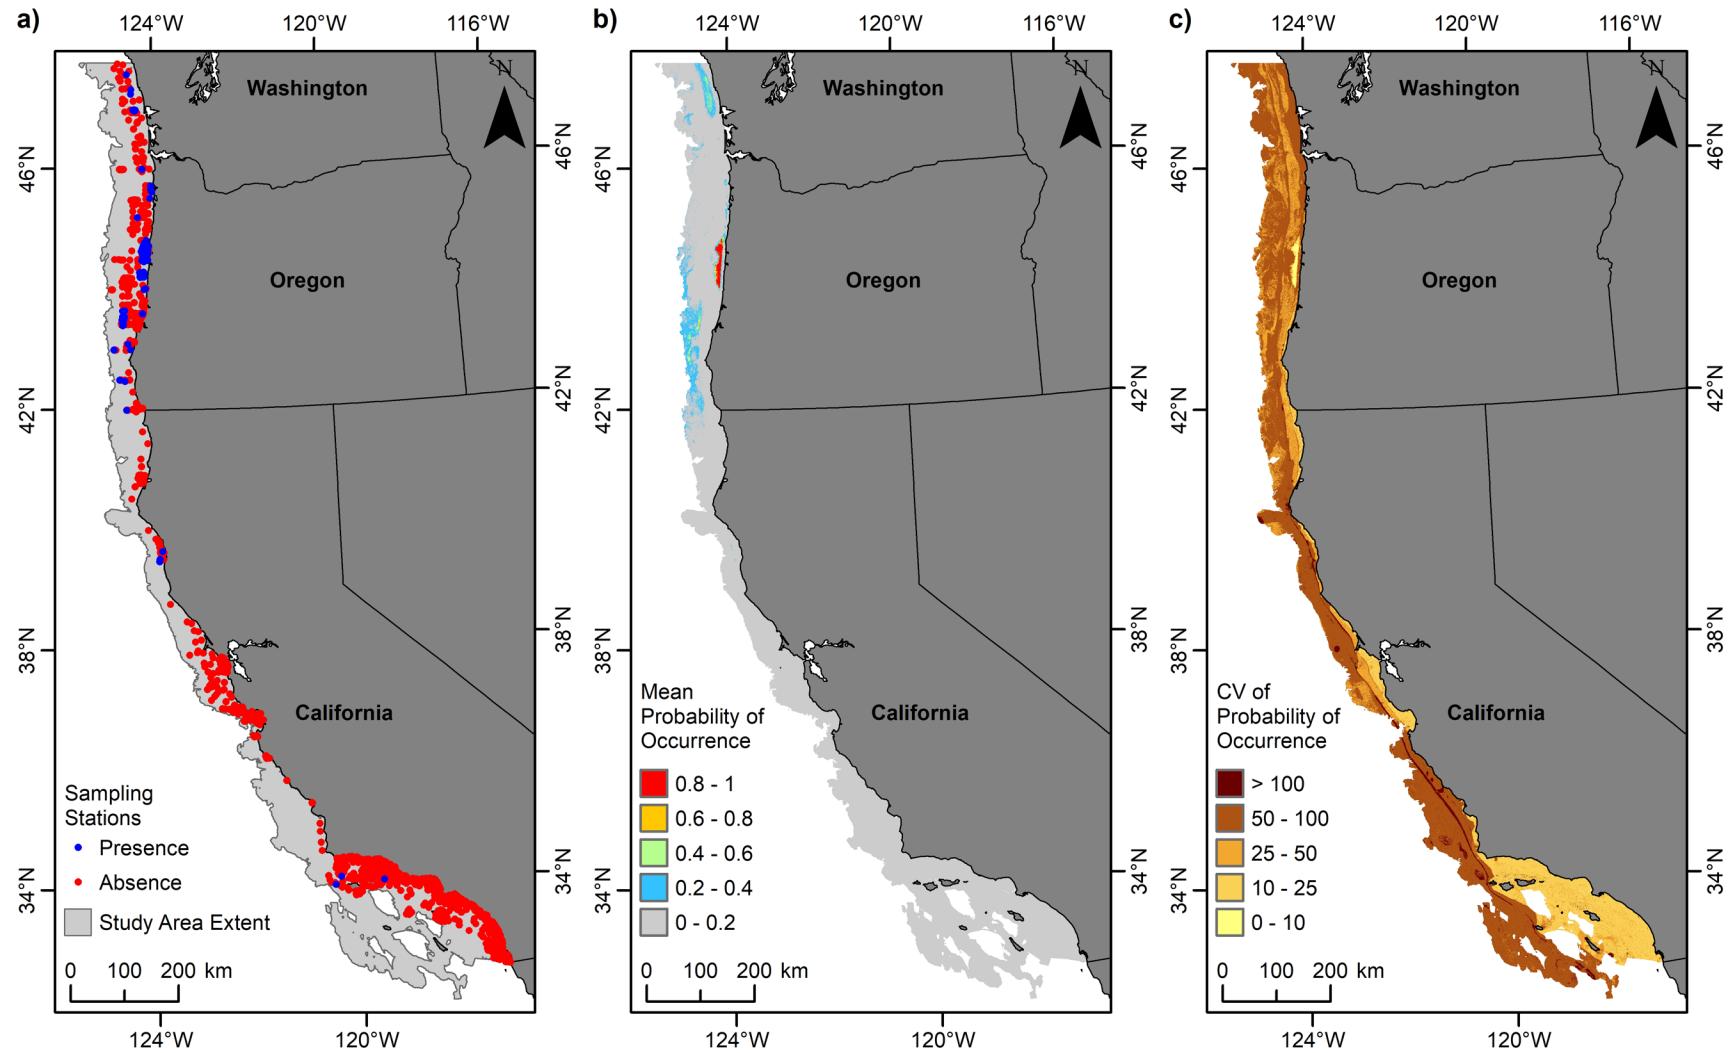 a)
124°W
120°W
116°W
N
Washington
46°N
46°N
Oregon
42°N
42°N
38°N
38°N
California
Sampling
Stations
Presence
Absence
Study Area Extent
34°N
34°N
0 100 200 km
124°W
120°W
b)
124°W
120°W
116°W
N
Washington
46°N
46°N
Oregon
42°N
42°N
38°N
38°N
Mean
Probability of
Occurrence
California
0.8 - 1
0.6 - 0.8
0.4 - 0.6
0.2 - 0.4
0 - 0.2
34°N
34°N
0 100 200 km
124°W
120°W
c)
124°W
120°W
116°W
N
Washington
46°N
46°N
Oregon
42°N
42°N
38°N
38°N
CV of
Probability of
Occurrence
California
> 100
50 - 100
25 - 50
10 - 25
0 - 10
34°N
34°N
0 100 200 km
124°W
120°W